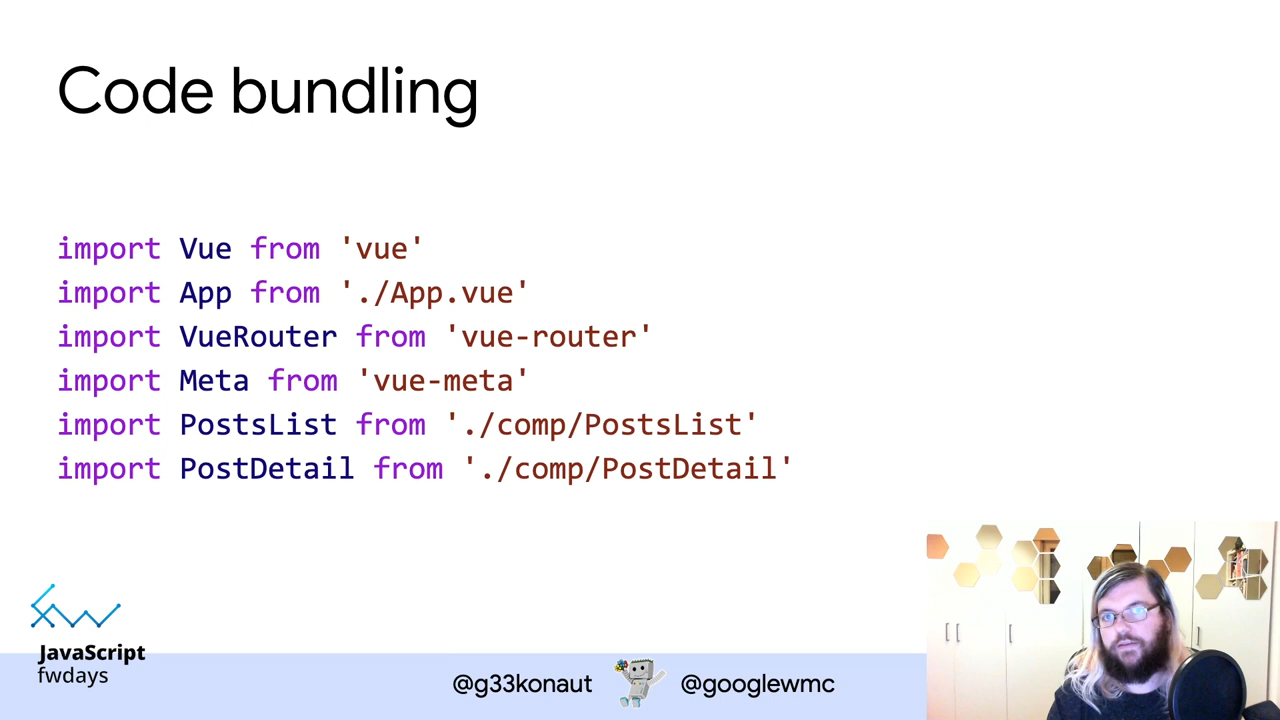 Code bundling
import Vue from 'vue'
import App from './App.vue'
import VueRouter from 'vue-router'
import Meta from 'vue-meta'
import PostsList from './comp/PostsList'
import PostDetail from './comp/PostDetail'
JavaScript
fwdays
@g33konaut
@googlewmc